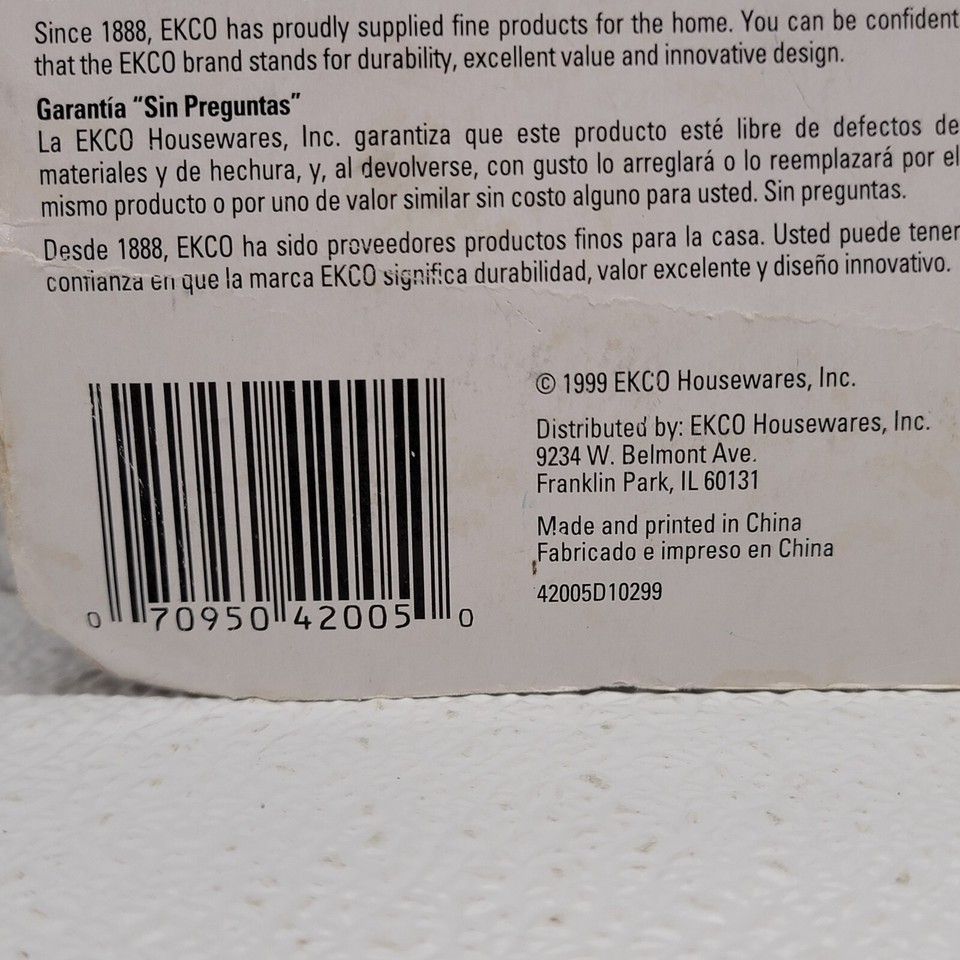 Since 1888, EKCO has proudly supplied fine products for the home. You can be confident
that the EKCO brand stands for durability, excellent value and innovative design.
Garantía “Sin Preguntas”
La EKCO Housewares, Inc. garantiza que este producto esté libre de defectos de
materiales y de hechura, y, al devolverse, con gusto lo arreglará o lo reemplazará por el
mismo producto o por uno de valor similar sin costo alguno para usted. Sin preguntas.
Desde 1888, EKCO ha sido proveedores productos finos para la casa. Usted puede tener
confianza en que la marca EKCO significa durabilidad, valor excelente y diseño innovativo.
© 1999 EKCO Housewares, Inc.
Distributed by: EKCO Housewares, Inc.
9234 W. Belmont Ave.
Franklin Park, IL 60131
Made and printed in China
Fabricado e impreso en China
42005D10299
0 70950 42005 0